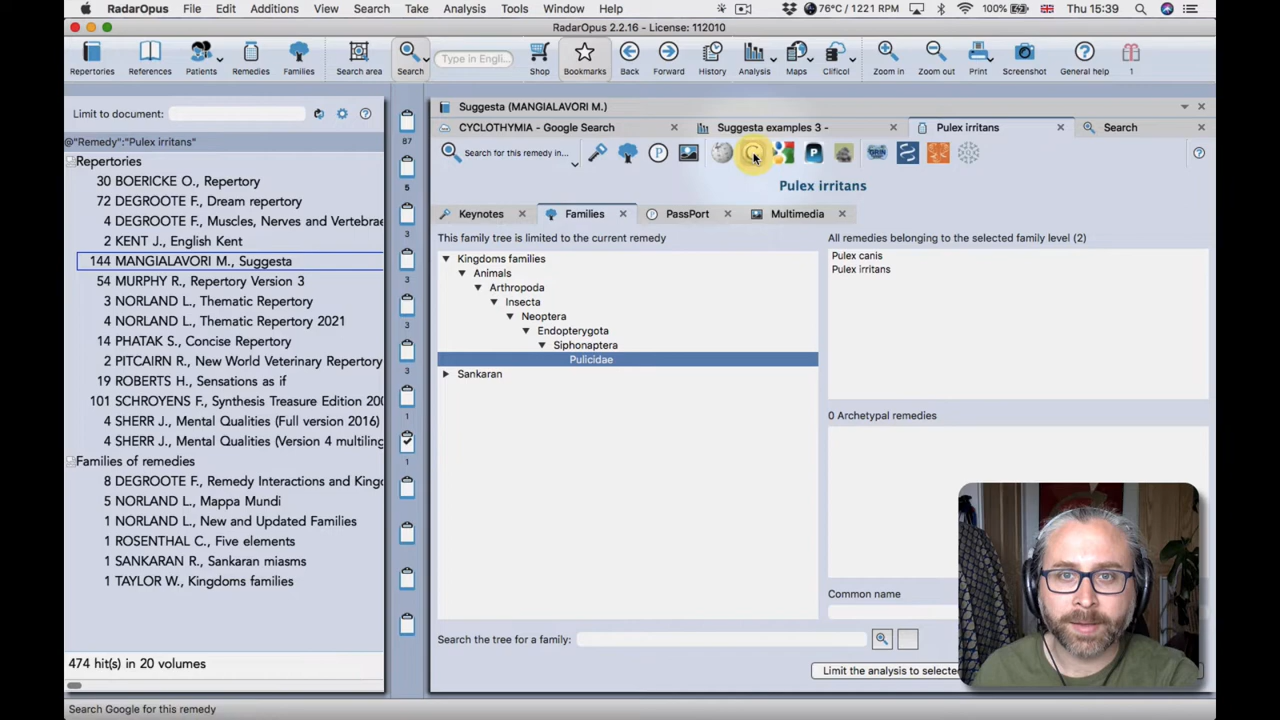 RadarOpus File Edit View Search Take Analysis Tools Window Help 76°C / 1221 RPM 100% Thu 15:39
RadarOpus 2.2.16 - License: 112010
Repertories References Patients Remedies Families Search area Search Type in Engli... Shop Bookmarks Back Forward History Analysis Maps Clificol Zoom in Zoom out Print Screenshot General help 1
Limit to document:
@"Remedy"="Pulex irritans"
Repertories
30 BOERICKE O., Repertory
72 DEGROOTE F., Dream repertory
4 DEGROOTE F., Muscles, Nerves and Vertebrae
2 KENT J., English Kent
144 MANGIALAVORI M., Suggesta
54 MURPHY R., Repertory Version 3
3 NORLAND L., Thematic Repertory
4 NORLAND L., Thematic Repertory 2021
14 PHATAK S., Concise Repertory
2 PITCAIRN R., New World Veterinary Repertory
19 ROBERTS H., Sensations as if
101 SCHROYENS F., Synthesis Treasure Edition 200
4 SHERR J., Mental Qualities (Full version 2016)
4 SHERR J., Mental Qualities (Version 4 multiling
Families of remedies
8 DEGROOTE F., Remedy Interactions and Kingd
5 NORLAND L., Mappa Mundi
1 NORLAND L., New and Updated Families
1 ROSENTHAL C., Five elements
1 SANKARAN R., Sankaran miasms
1 TAYLOR W., Kingdoms families
474 hit(s) in 20 volumes
Search Google for this remedy
87
5
3
3
3
3
1
1
Suggesta (MANGIALAVORI M.)
CYCLOTHYMIA - Google Search Suggesta examples 3 - Pulex irritans Search
Search for this remedy in...
Pulex irritans
Keynotes Families PassPort Multimedia
This family tree is limited to the current remedy
Kingdoms families
Animals
Arthropoda
Insecta
Neoptera
Endopterygota
Siphonaptera
Pulicidae
Sankaran
All remedies belonging to the selected family level (2)
Pulex canis
Pulex irritans
0 Archetypal remedies
Common name
Search the tree for a family:
Limit the analysis to selecte